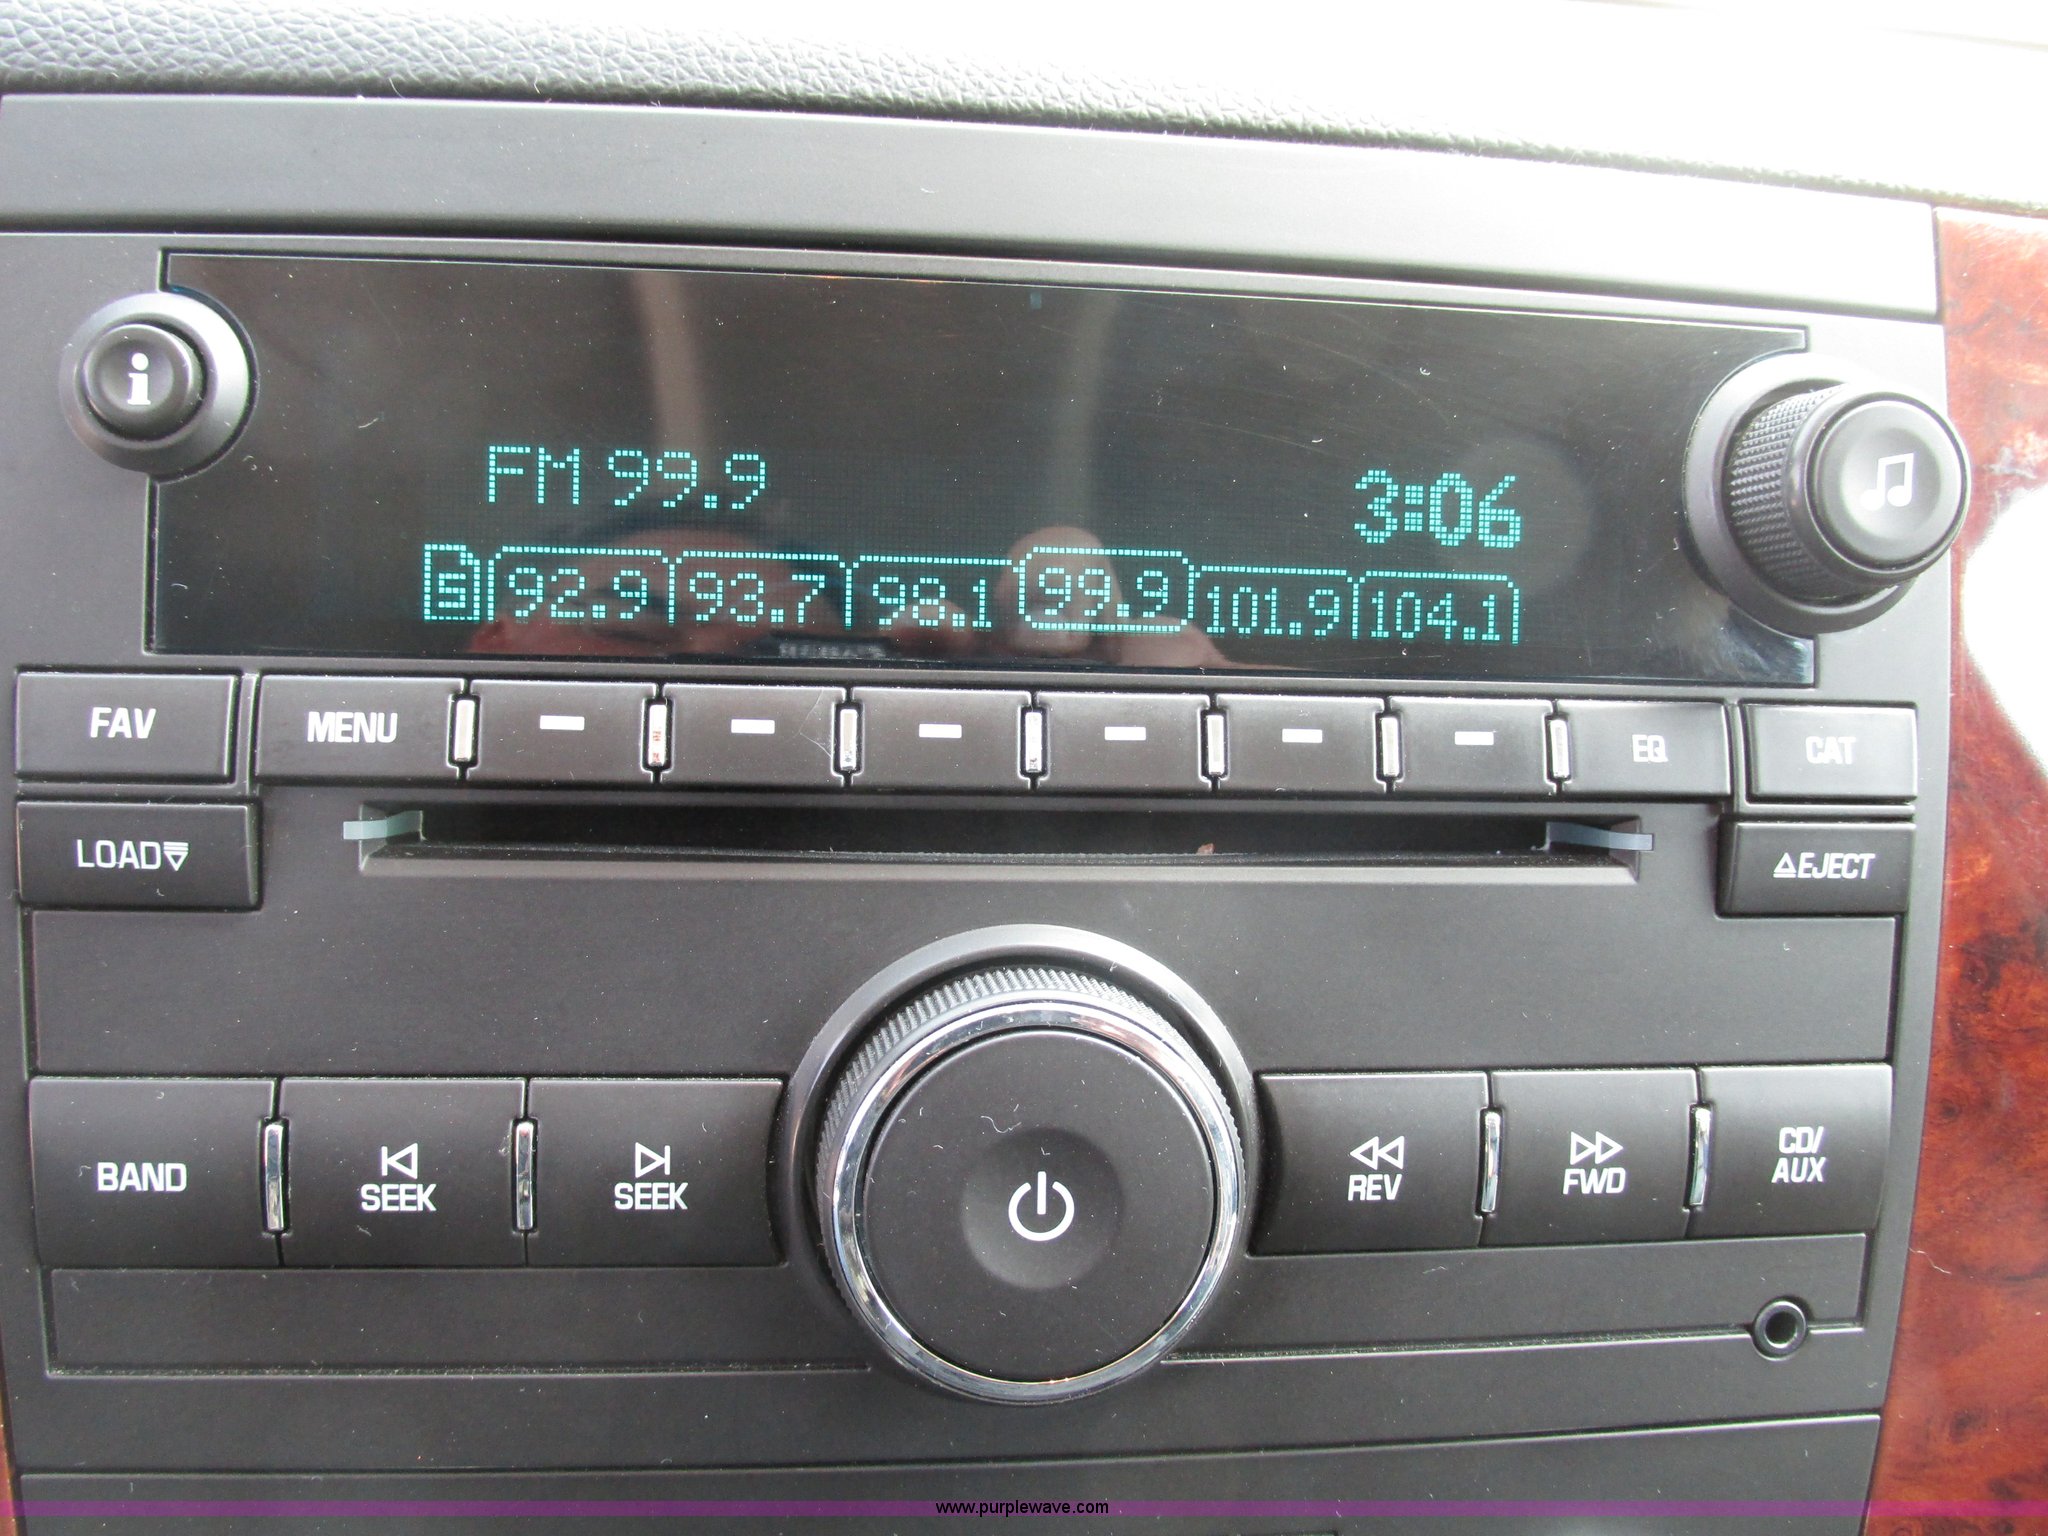 i
FM 99.9 3:06
92.9 93.7 98.1 99.9 101.9 104.1
FAV MENU EQ CAT
LOAD EJECT
BAND SEEK SEEK REV FWD CD/
AUX
www.purplewave.com